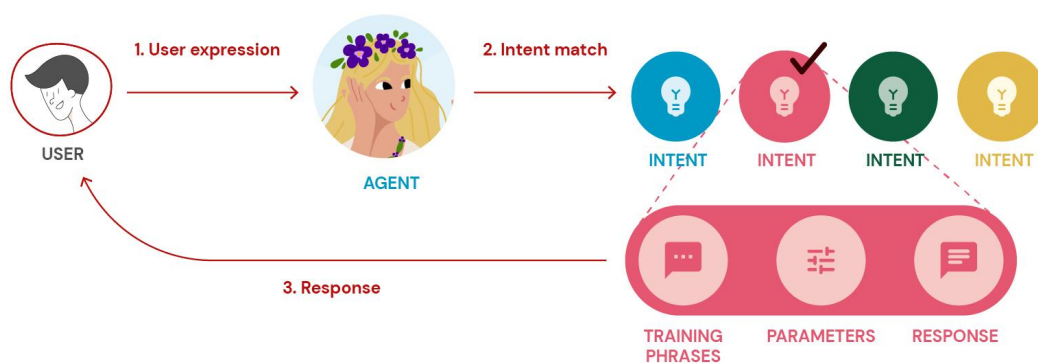 1. User expression
2. Intent match
USER
AGENT
INTENT
INTENT
INTENT
INTENT
3. Response
TRAINING
PHRASES
PARAMETERS
RESPONSE